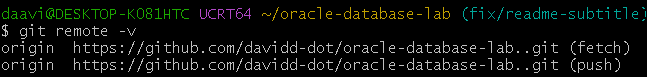 daavi@DESKTOP-K081HTC UCRT64 ~/oracle-database-lab (fix/readme-subtitle)
$ git remote -v
origin  https://github.com/davidd-dot/oracle-database-lab..git (fetch)
origin  https://github.com/davidd-dot/oracle-database-lab..git (push)